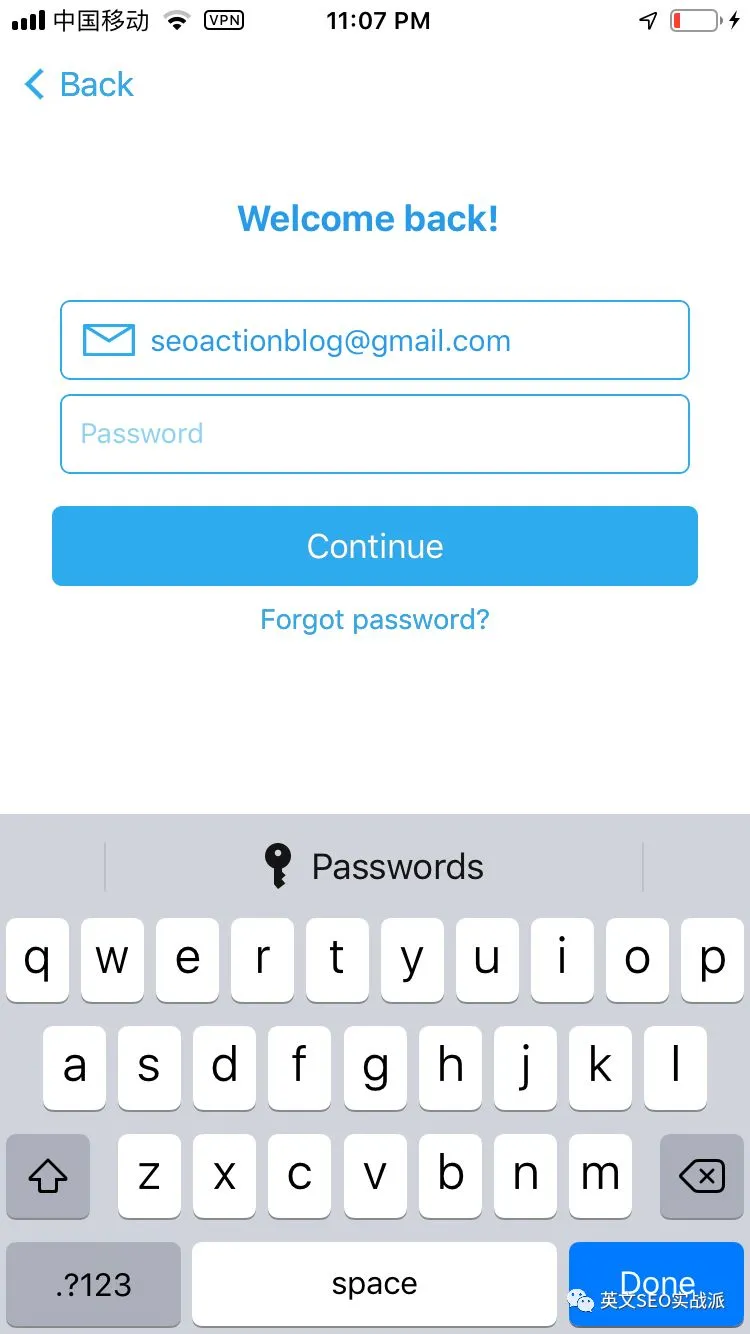 中国移动 VPN 11:07 PM
Back
Welcome back!
seoactionblog@gmail.com
Password
Continue
Forgot password?
Passwords
q w e r t y u i o p
a s d f g h j k l
z x c v b n m
.?123 space Done
英文SEO实战派